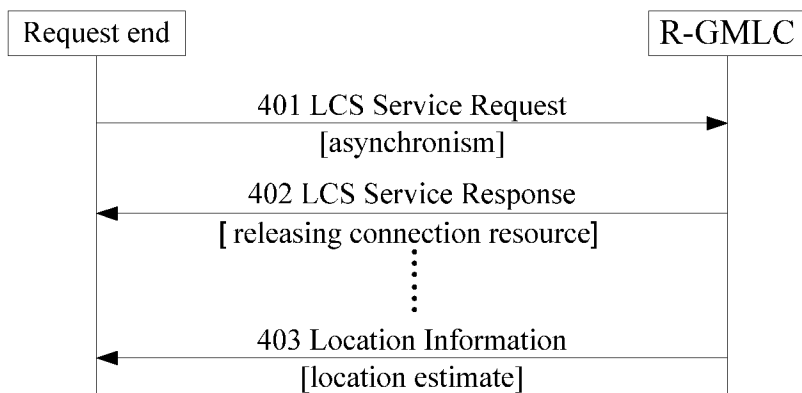 Request end
R-GMLC
401 LCS Service Request
[asynchronism]
402 LCS Service Response
[ releasing connection resource]
403 Location Information
[location estimate]